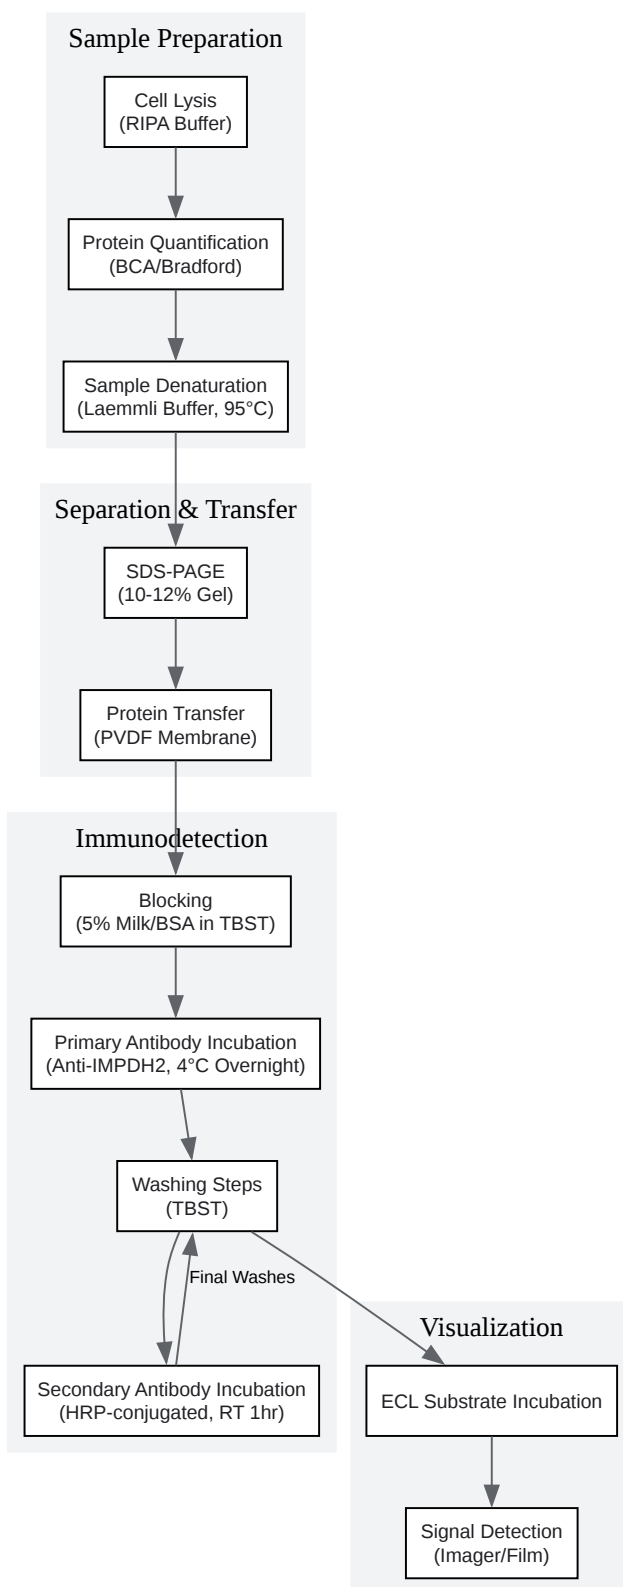 Sample Preparation
Cell Lysis
(RIPA Buffer)
Protein Quantification
(BCA/Bradford)
Sample Denaturation
(Laemmli Buffer, 95°C)
Separation & Transfer
SDS-PAGE
(10-12% Gel)
Protein Transfer
(PVDF Membrane)
Immunodetection
Blocking
(5% Milk/BSA in TBST)
Primary Antibody Incubation
(Anti-IMPDH2, 4°C Overnight)
Washing Steps
(TBST)
Final Washes
Secondary Antibody Incubation
(HRP-conjugated, RT 1hr)
Visualization
ECL Substrate Incubation
Signal Detection
(Imager/Film)